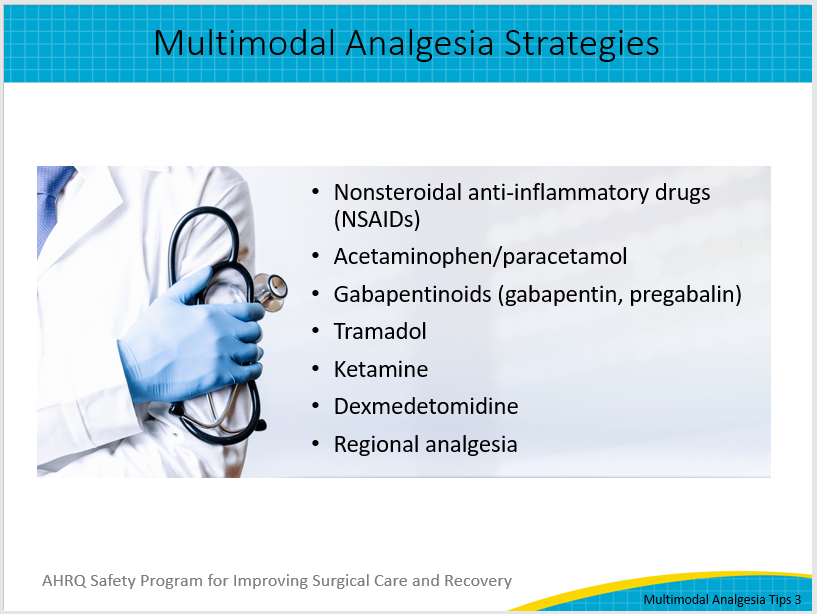 Multimodal Analgesia Strategies
• Nonsteroidal anti-inflammatory drugs
(NSAIDs)
• Acetaminophen/paracetamol
• Gabapentinoids (gabapentin, pregabalin)
• Tramadol
• Ketamine
• Dexmedetomidine
• Regional analgesia
AHRQ Safety Program for Improving Surgical Care and Recovery
Multimodal Analgesia Tips 3